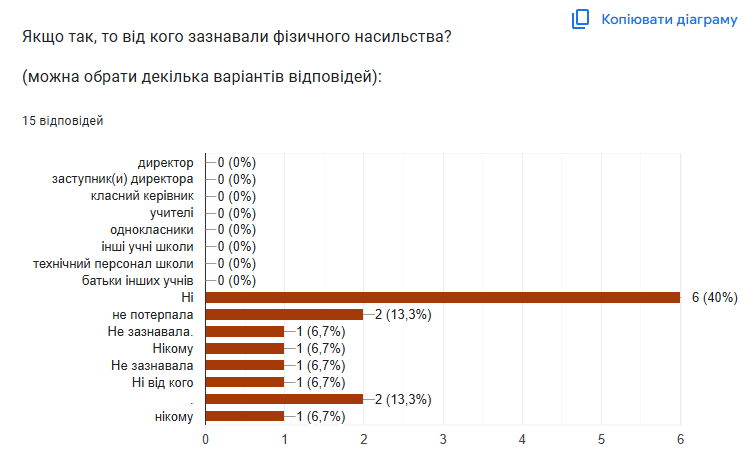 Копіювати діаграму
Якщо так, то від кого зазнавали фізичного насильства?
(можна обрати декілька варіантів відповідей):
15 відповідей
директор 0 (0%)
заступник(и) директора 0 (0%)
класний керівник 0 (0%)
учителі 0 (0%)
однокласники 0 (0%)
інші учні школи 0 (0%)
технічний персонал школи 0 (0%)
батьки інших учнів 0 (0%)
Ні 6 (40%)
не потерпала 2 (13,3%)
Не зазнавала. 1 (6,7%)
Нікому 1 (6,7%)
Не зазнавала 1 (6,7%)
Ні від кого 1 (6,7%)
. 2 (13,3%)
нікому 1 (6,7%)
0 1 2 3 4 5 6